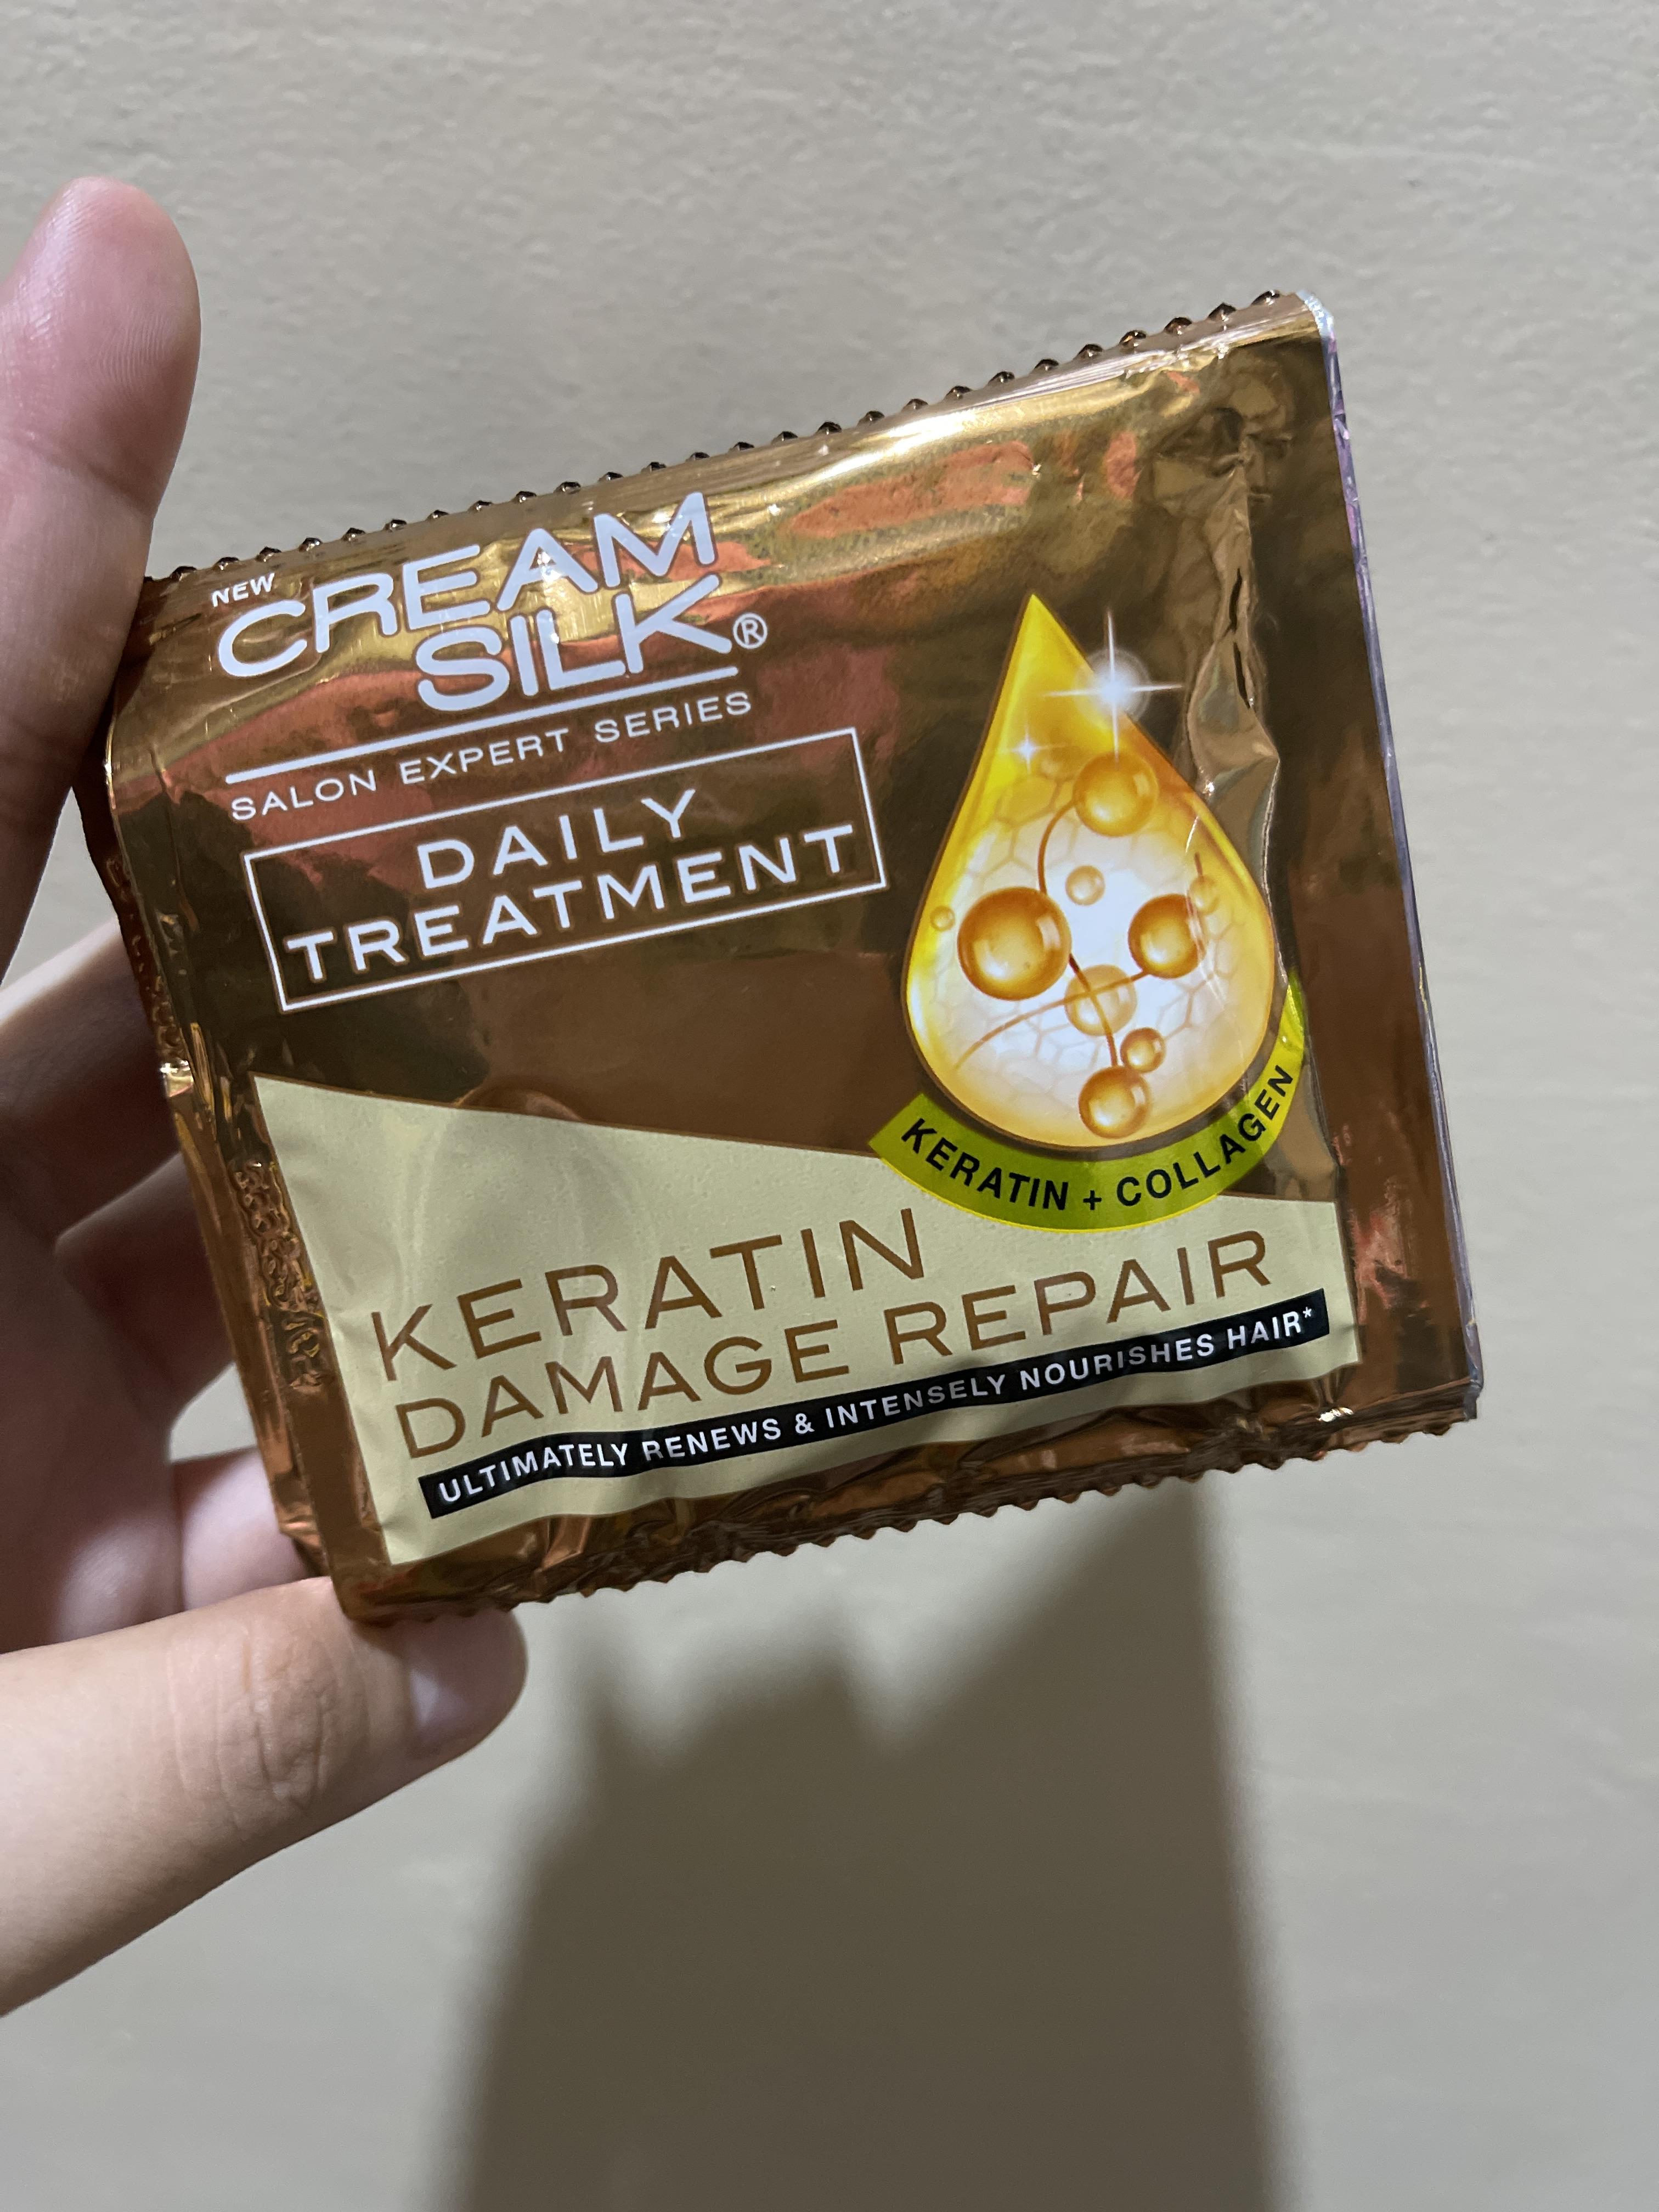 NEW
CREAM
SILK®
SALON EXPERT SERIES
DAILY
TREATMENT
KERATIN + COLLAGEN
KERATIN
DAMAGE REPAIR
ULTIMATELY RENEWS & INTENSELY NOURISHES HAIR*